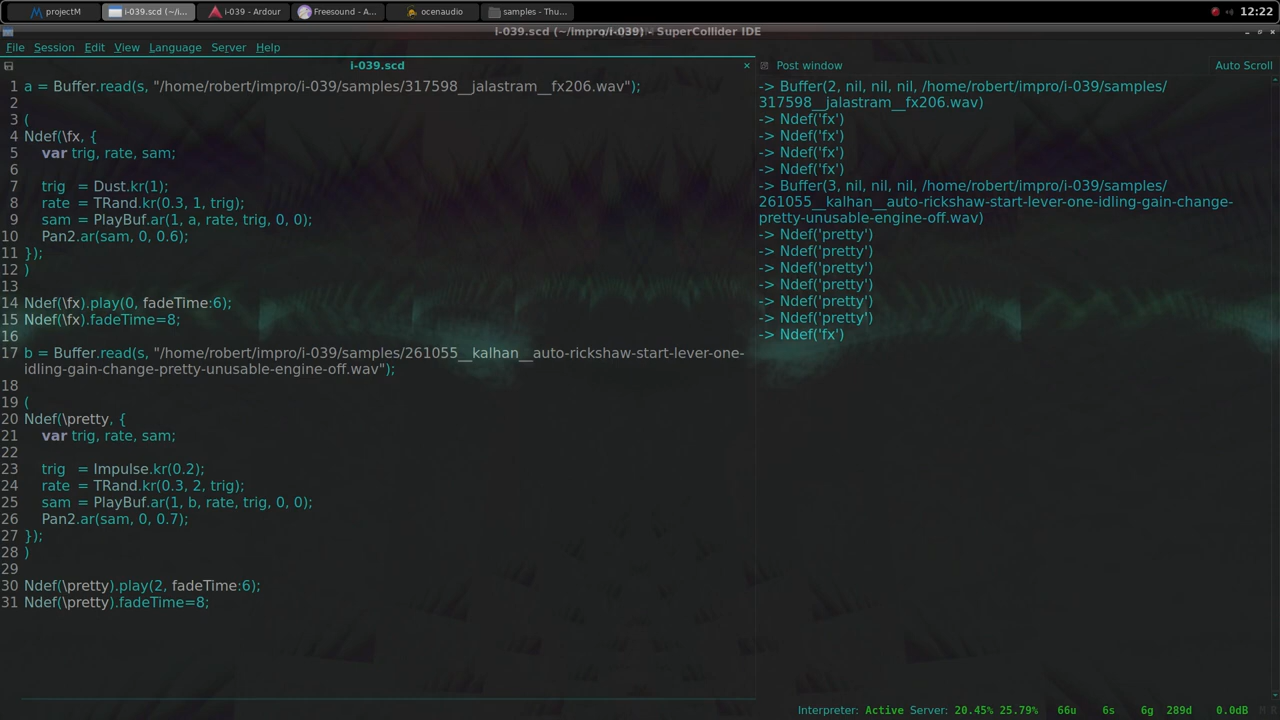 projectM
i-039.scd (~/i...
i-039 - Ardour
Freesound - A...
ocenaudio
samples - Thu...
12:22
i-039.scd (~/impro/i-039) - SuperCollider IDE
File Session Edit View Language Server Help
i-039.scd
1 a = Buffer.read(s, "/home/robert/impro/i-039/samples/317598__jalastram__fx206.wav");
2
3 (
4 Ndef(\fx, {
5 var trig, rate, sam;
6
7 trig = Dust.kr(1);
8 rate = TRand.kr(0.3, 1, trig);
9 sam = PlayBuf.ar(1, a, rate, trig, 0, 0);
10 Pan2.ar(sam, 0, 0.6);
11 });
12 )
13
14 Ndef(\fx).play(0, fadeTime:6);
15 Ndef(\fx).fadeTime=8;
16
17 b = Buffer.read(s, "/home/robert/impro/i-039/samples/261055__kalhan__auto-rickshaw-start-lever-one-
idling-gain-change-pretty-unusable-engine-off.wav");
18
19 (
20 Ndef(\pretty, {
21 var trig, rate, sam;
22
23 trig = Impulse.kr(0.2);
24 rate = TRand.kr(0.3, 2, trig);
25 sam = PlayBuf.ar(1, b, rate, trig, 0, 0);
26 Pan2.ar(sam, 0, 0.7);
27 });
28 )
29
30 Ndef(\pretty).play(2, fadeTime:6);
31 Ndef(\pretty).fadeTime=8;
Post window
Auto Scroll
-> Buffer(2, nil, nil, nil, /home/robert/impro/i-039/samples/
317598__jalastram__fx206.wav)
-> Ndef('fx')
-> Ndef('fx')
-> Ndef('fx')
-> Ndef('fx')
-> Buffer(3, nil, nil, nil, /home/robert/impro/i-039/samples/
261055__kalhan__auto-rickshaw-start-lever-one-idling-gain-change-
pretty-unusable-engine-off.wav)
-> Ndef('pretty')
-> Ndef('pretty')
-> Ndef('pretty')
-> Ndef('pretty')
-> Ndef('pretty')
-> Ndef('pretty')
-> Ndef('fx')
Interpreter: Active Server: 20.45% 25.79% 66u 6s 6g 289d 0.0dB